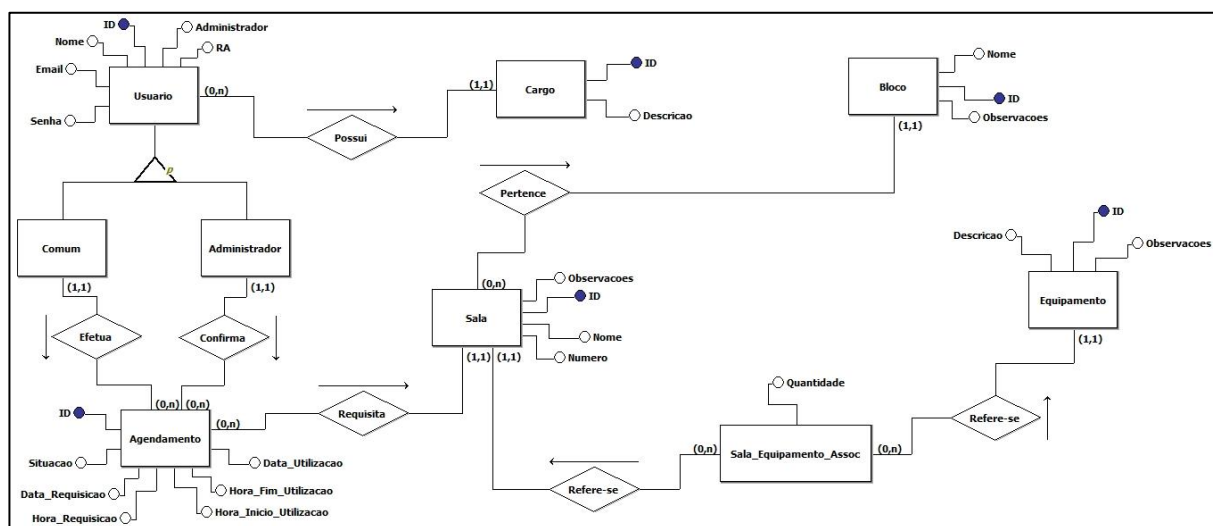 ID
Administrador
Nome
RA
Email
Usuario
Senha
(0,n)
Possui
(1,1)
Cargo
ID
Descricao
Bloco
Nome
ID
Observacoes
(1,1)
p
Pertence
Comum
(1,1)
Administrador
(1,1)
Efetua
Confirma
(0,n)
Sala
Observacoes
ID
Nome
Numero
(1,1)
(1,1)
ID
Descricao
Observacoes
Equipamento
(1,1)
(0,n)
(0,n)
ID
Agendamento
(0,n)
Situacao
Data_Utilizacao
Data_Requisicao
Hora_Fim_Utilizacao
Hora_Requisicao
Hora_Inicio_Utilizacao
Requisita
Quantidade
(0,n)
Sala_Equipamento_Assoc
(0,n)
Refere-se
Refere-se